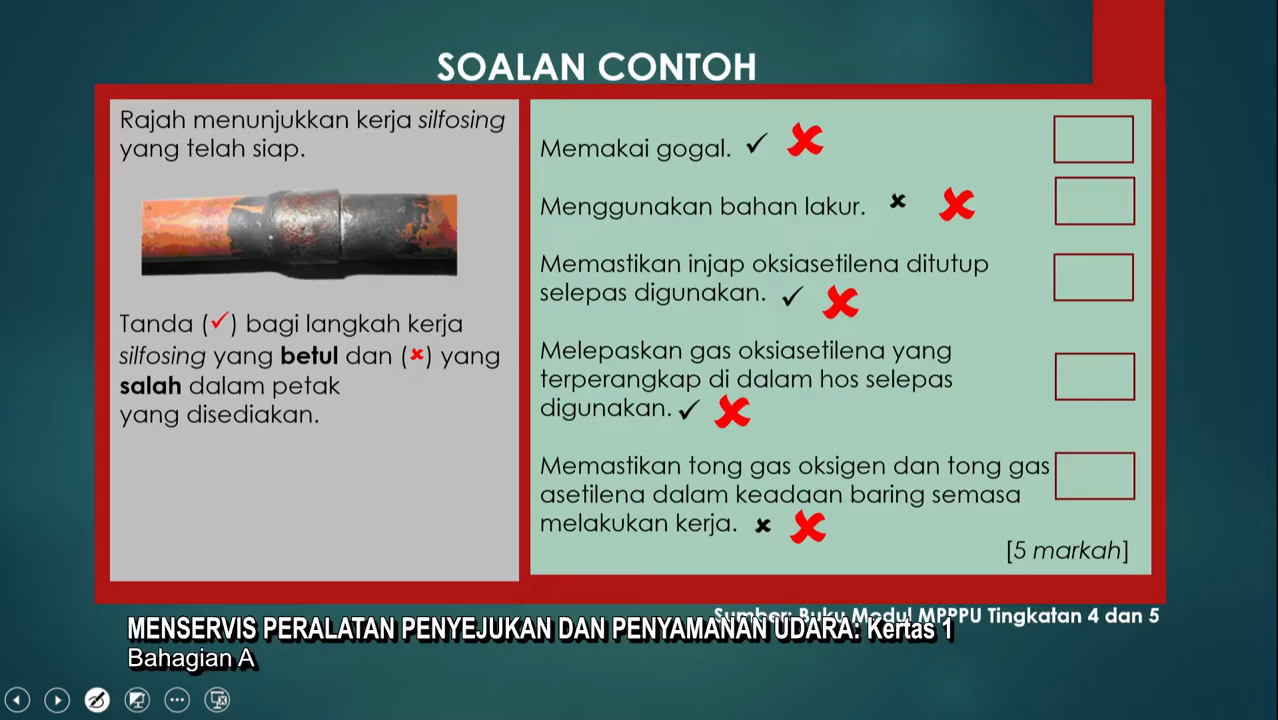 SOALAN CONTOH
Rajah menunjukkan kerja silfosing
yang telah siap.
Tanda (✓) bagi langkah kerja
silfosing yang betul dan (✘) yang
salah dalam petak
yang disediakan.
Memakai gogal. ✓ ✘
Menggunakan bahan lakur. ✘ ✘
Memastikan injap oksiasetilena ditutup
selepas digunakan. ✓ ✘
Melepaskan gas oksiasetilena yang
terperangkap di dalam hos selepas
digunakan. ✓ ✘
Memastikan tong gas oksigen dan tong gas
asetilena dalam keadaan baring semasa
melakukan kerja. ✘ ✘
[5 markah]
Sumber: Buku Modul MPPPU Tingkatan 4 dan 5
MENSERVIS PERALATAN PENYEJUKAN DAN PENYAMANAN UDARA: Kertas 1
Bahagian A